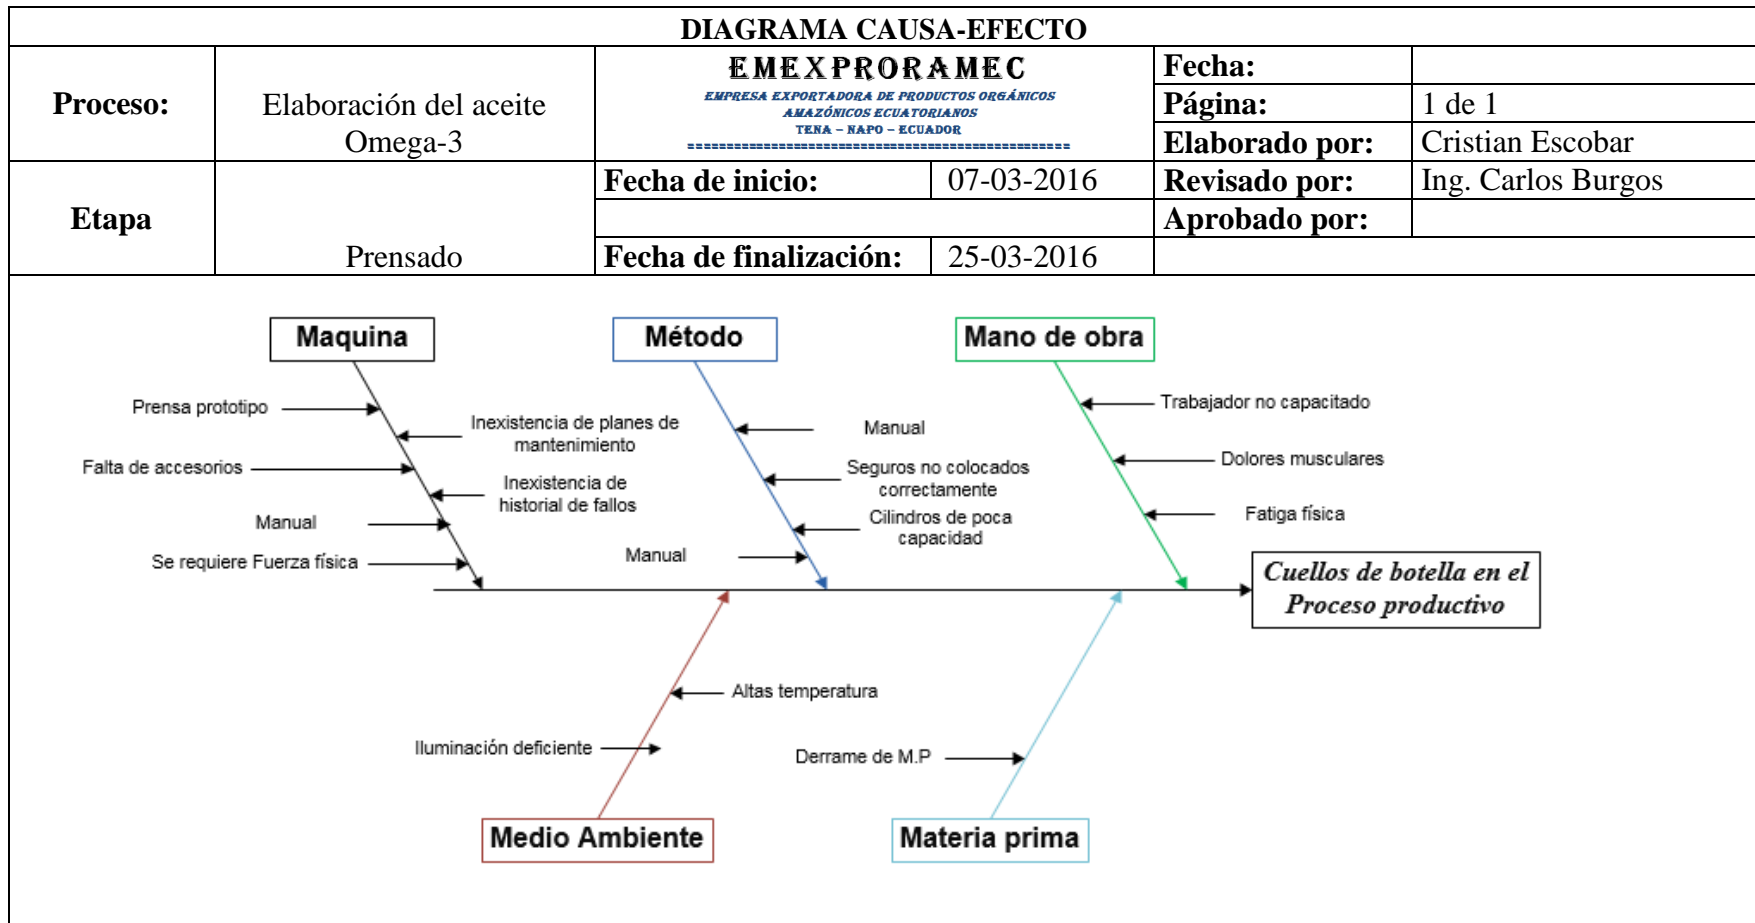 DIAGRAMA CAUSA-EFECTO
Proceso:
Elaboración del aceite
Omega-3
EMEXPRORAMEC
EMPRESA EXPORTADORA DE PRODUCTOS ORGÁNICOS
AMAZÓNICOS ECUATORIANOS
TENA – NAPO – ECUADOR
Fecha:
Página: 1 de 1
Elaborado por: Cristian Escobar
Etapa
Prensado
Fecha de inicio: 07-03-2016
Revisado por: Ing. Carlos Burgos
Aprobado por:
Fecha de finalización: 25-03-2016
Maquina
Método
Mano de obra
Prensa prototipo
Inexistencia de planes de
mantenimiento
Falta de accesorios
Inexistencia de
historial de fallos
Manual
Se requiere Fuerza física
Manual
Seguros no colocados
correctamente
Cilindros de poca
capacidad
Manual
Trabajador no capacitado
Dolores musculares
Fatiga física
Cuellos de botella en el
Proceso productivo
Altas temperatura
Iluminación deficiente
Derrame de M.P
Medio Ambiente
Materia prima